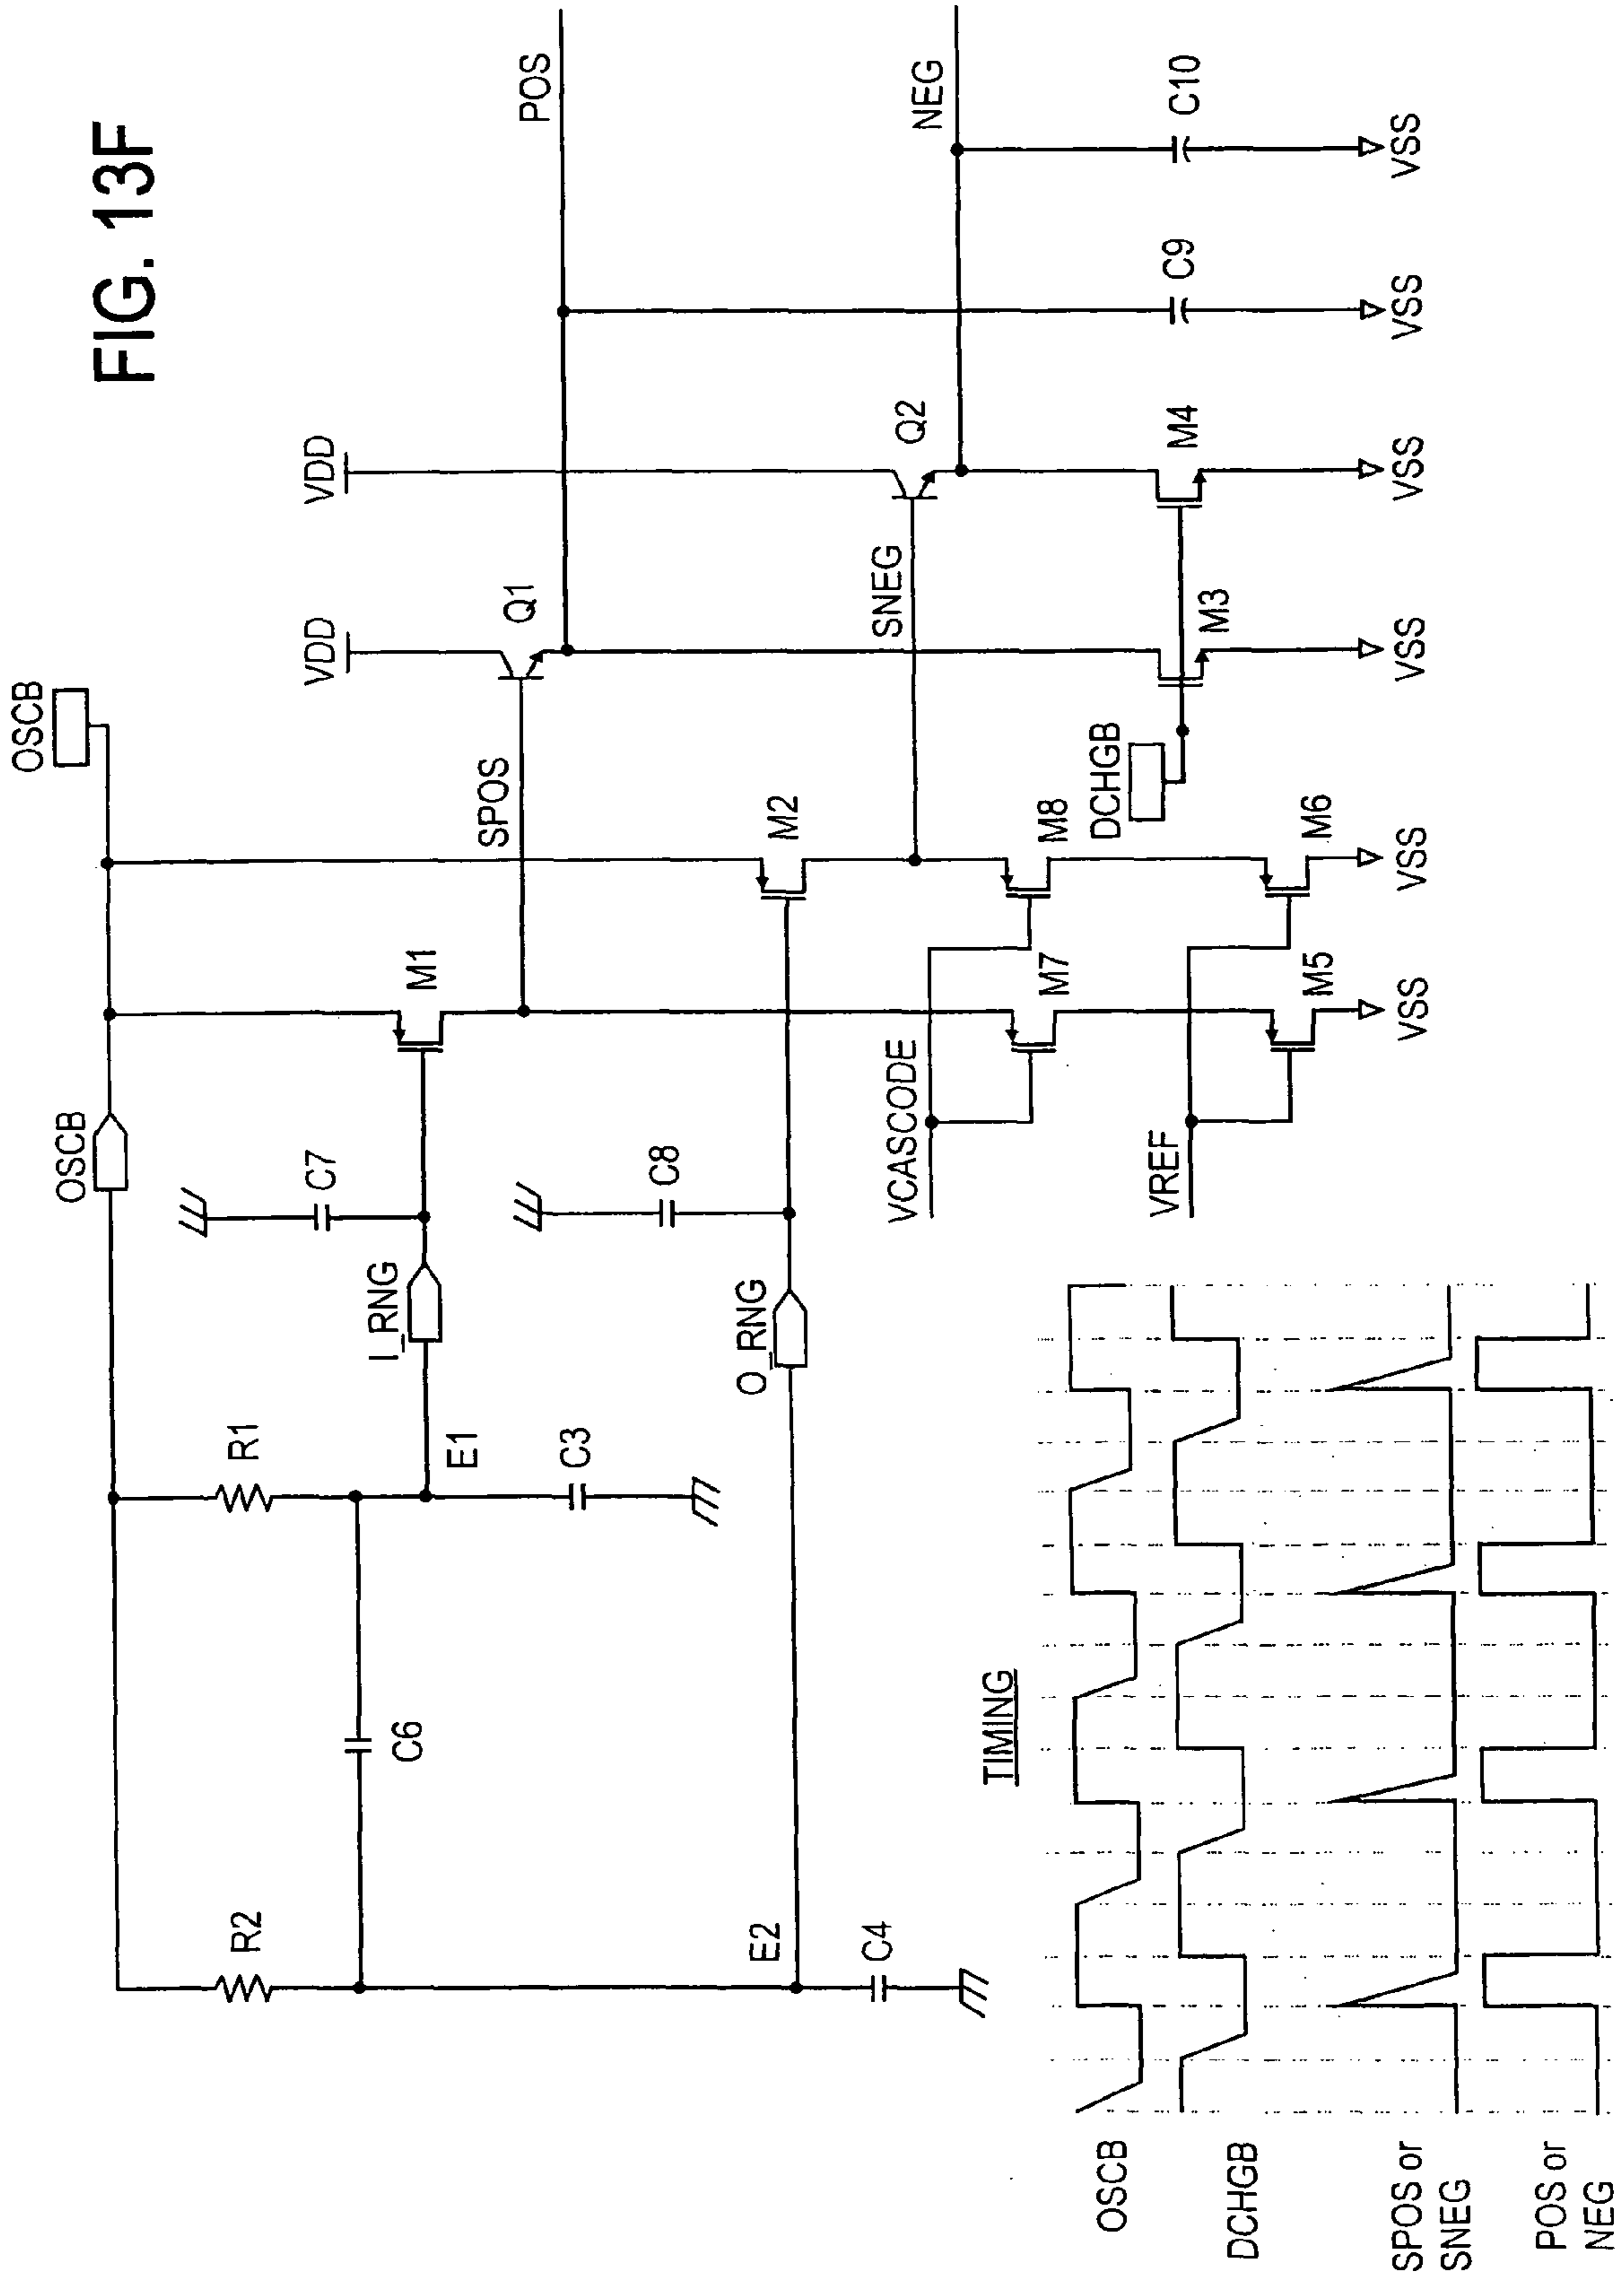 FIG. 13F
OSCB
OSCB
VDD
VDD
POS
R2
R1
C7
I_RNG
E1
C3
M1
SPOS
Q1
C6
C8
O_RNG
E2
C4
M2
SNEG
Q2
NEG
VCASCODE
M7
M8
DCHGB
M3
M4
C9
C10
VREF
M5
M6
VSS
VSS
VSS
VSS
VSS
VSS
TIMING
OSCB
DCHGB
SPOS or
SNEG
POS or
NEG